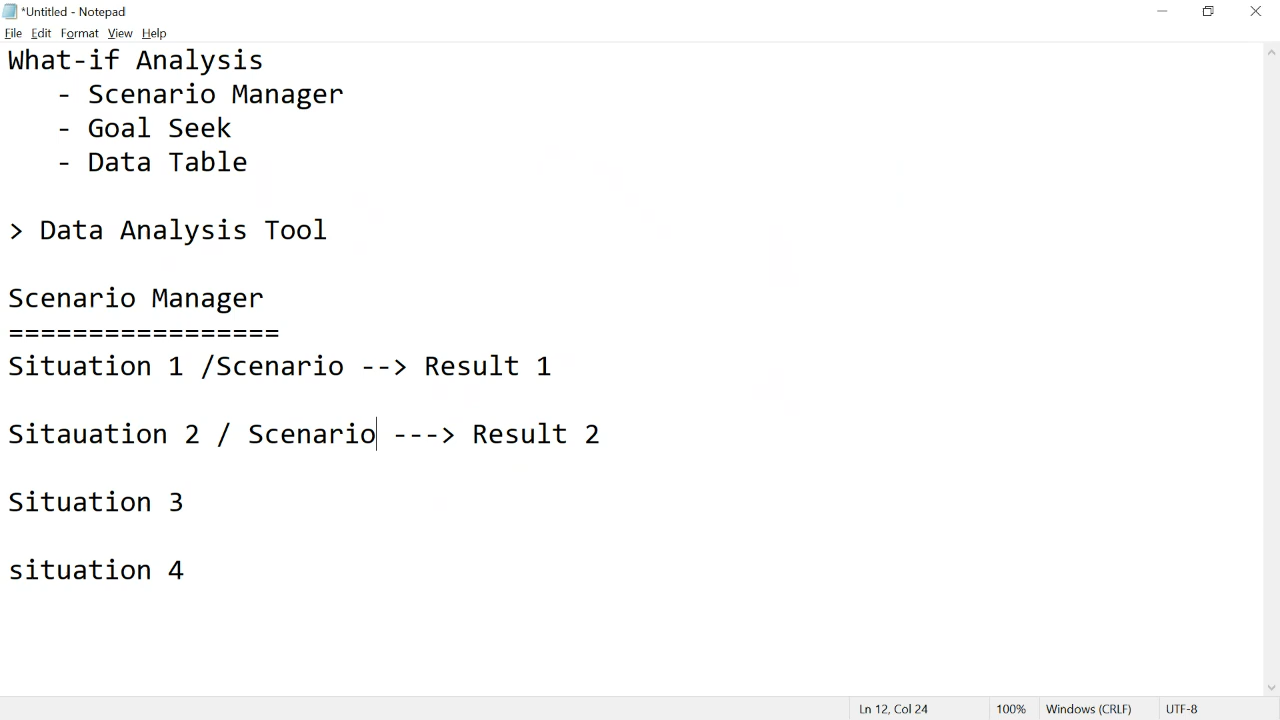 *Untitled - Notepad
File Edit Format View Help
What-if Analysis
- Scenario Manager
- Goal Seek
- Data Table
> Data Analysis Tool
Scenario Manager
=================
Situation 1 /Scenario --> Result 1
Sitauation 2 / Scenario ---> Result 2
Situation 3
situation 4
Ln 12, Col 24 100% Windows (CRLF) UTF-8